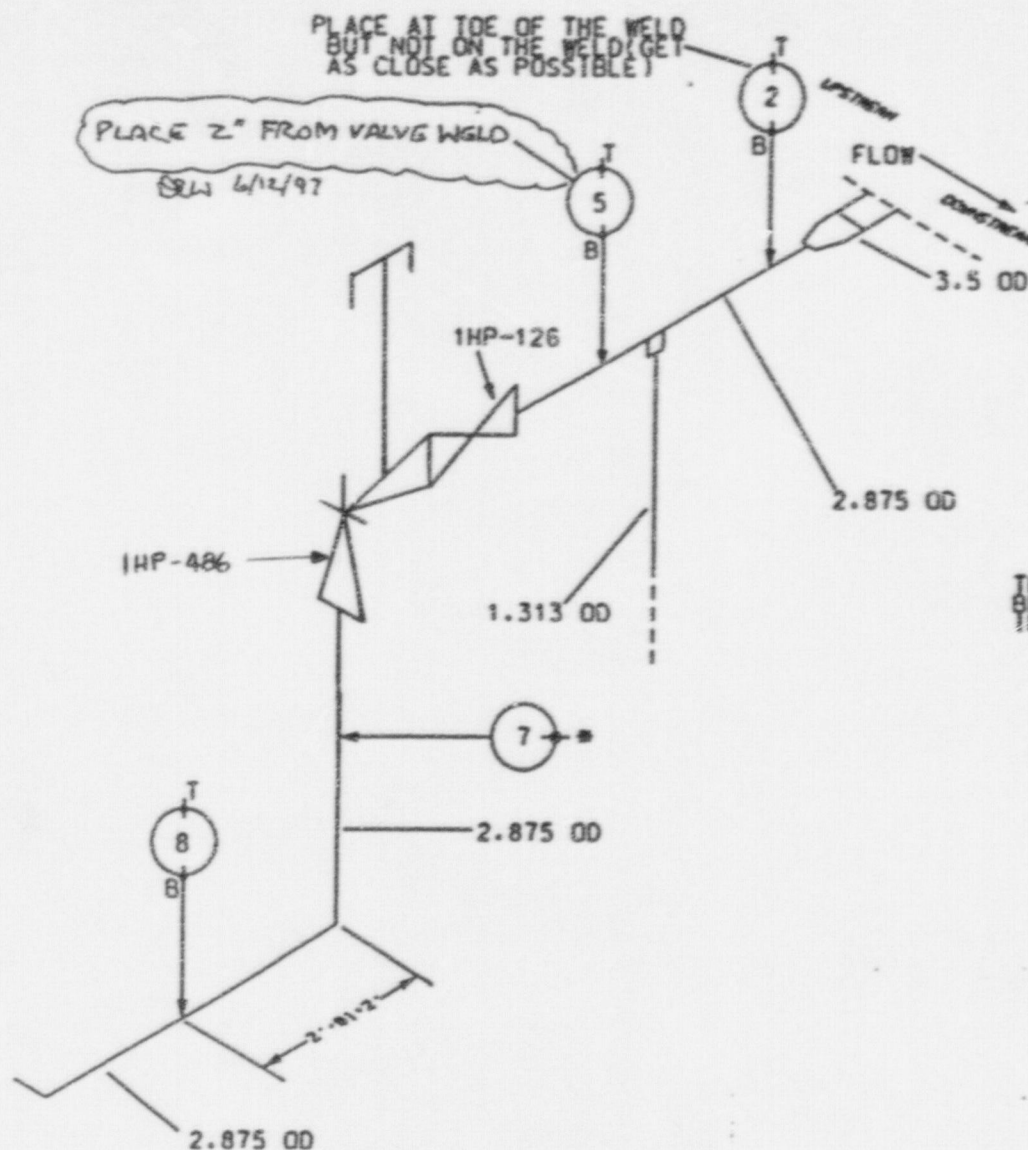 PLACE AT TOE OF THE WELD
BUT NOT ON THE WELD(GET
AS CLOSE AS POSSIBLE)
T
2
B
UPSTREAM
FLOW
DOWNSTREAM
PLACE 2" FROM VALVE WELD
6/12/97
T
5
B
3.5 OD
1HP-126
2.875 OD
1HP-486
1.313 OD
7
T
8
B
2.875 OD
2.875 OD